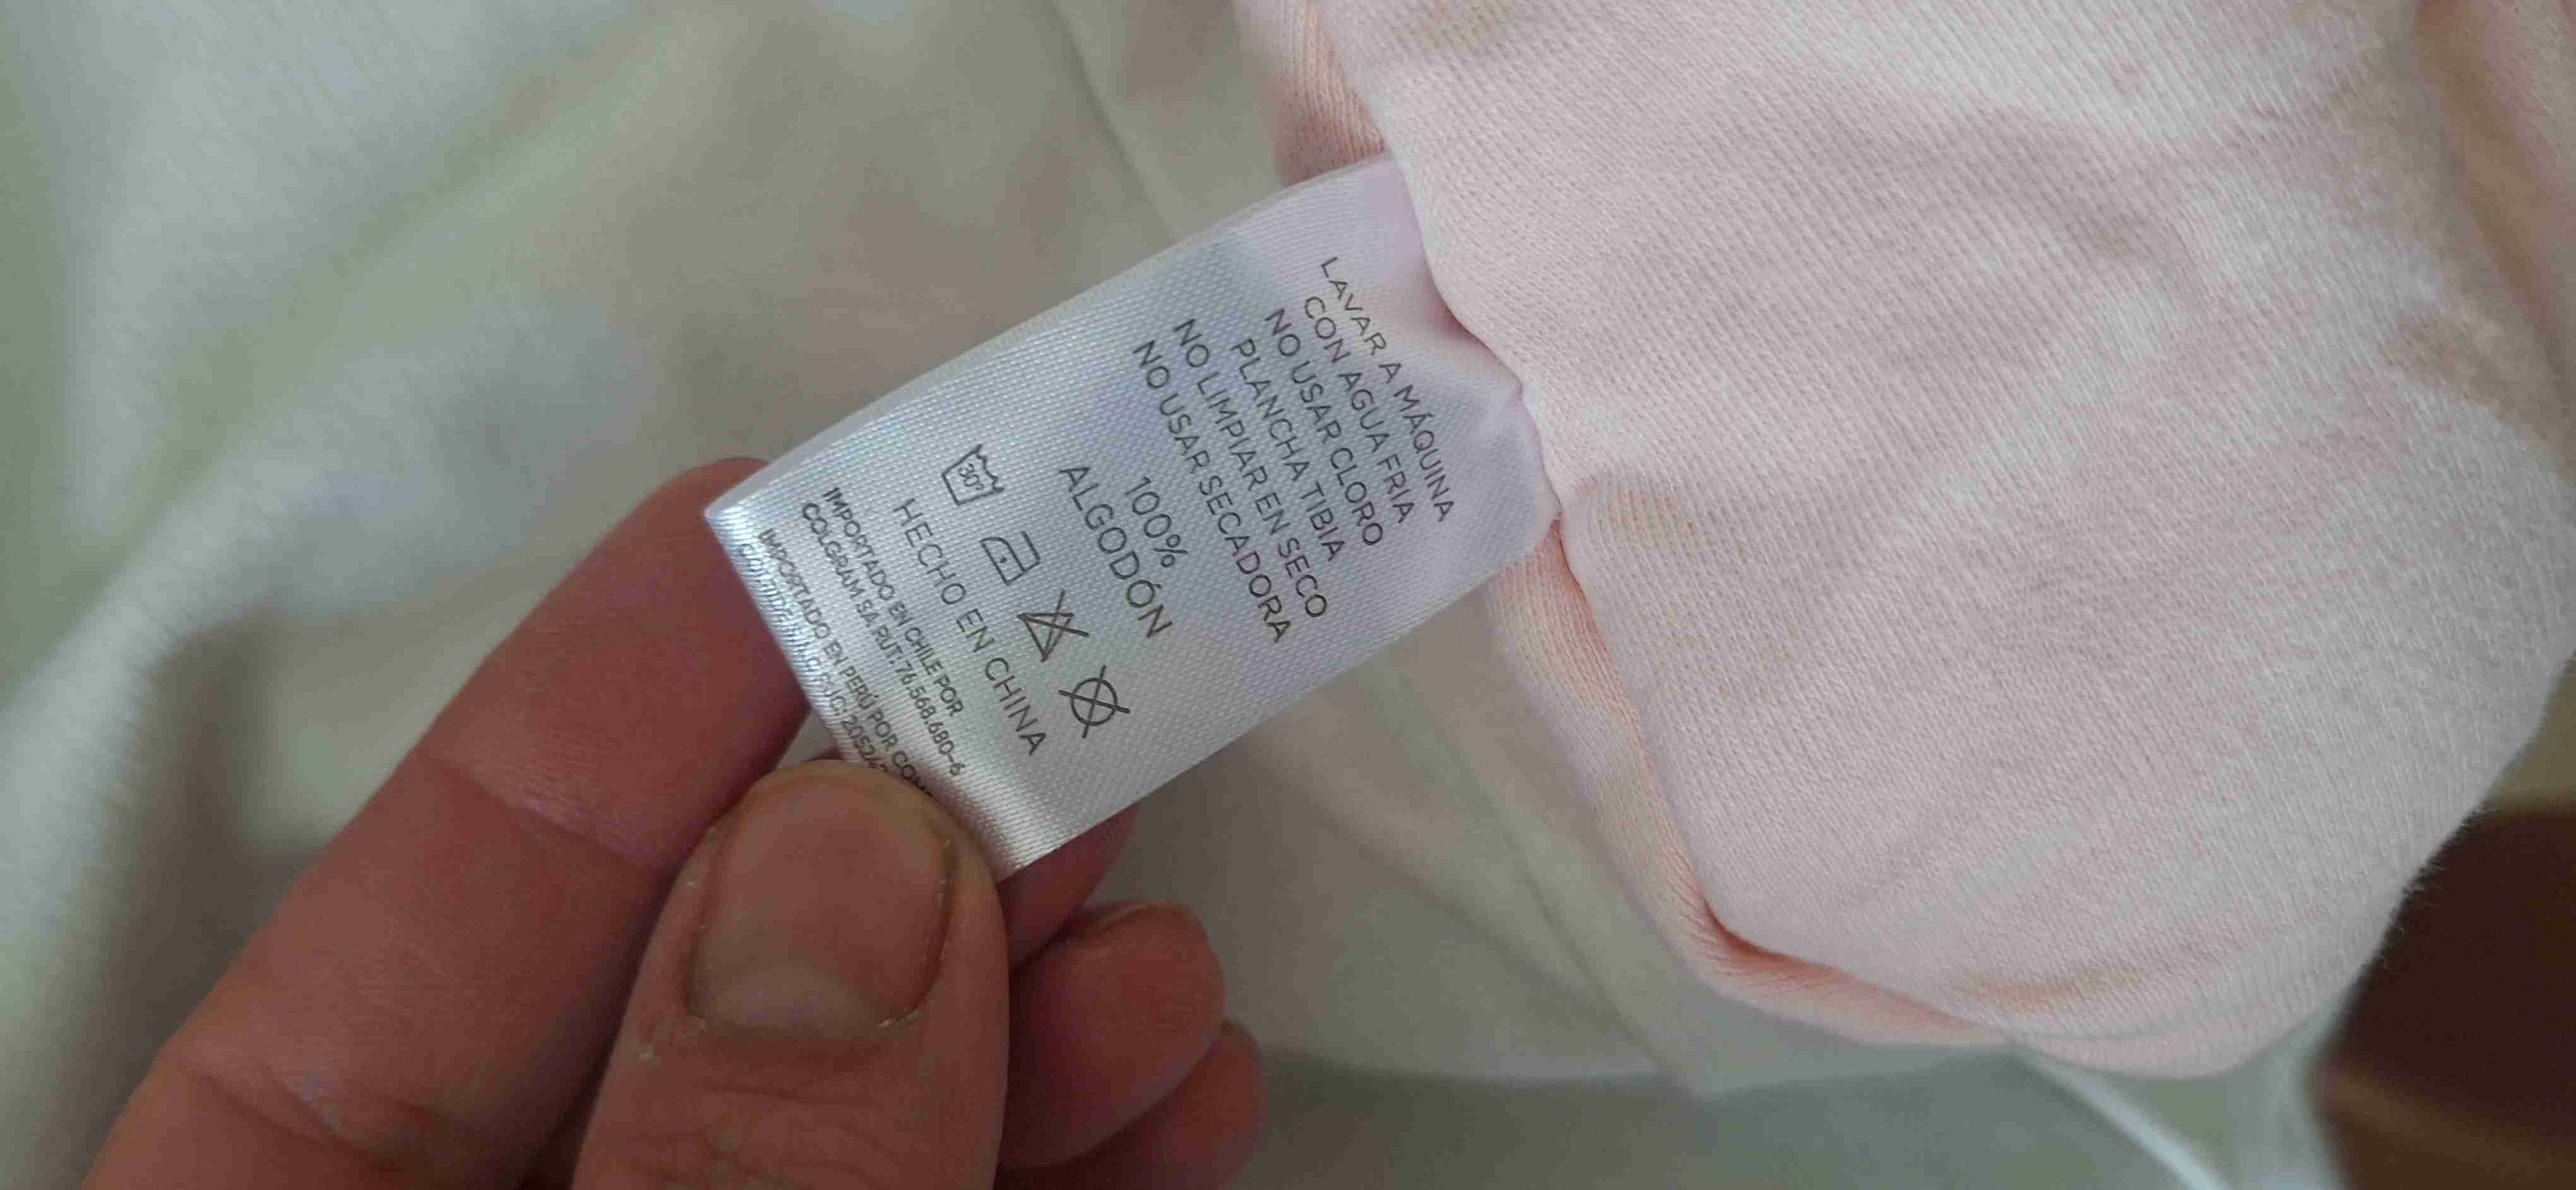 LAVAR A MÁQUINA
CON AGUA FRIA
NO USAR CLORO
PLANCHA TIBIA
NO LIMPIAR EN SECO
NO USAR SECADORA
100%
ALGODÓN
30°
HECHO EN CHINA
IMPORTADO EN CHILE POR
COLGRAM SA RUT:76.568.680-6
IMPORTADO EN PERÚ POR